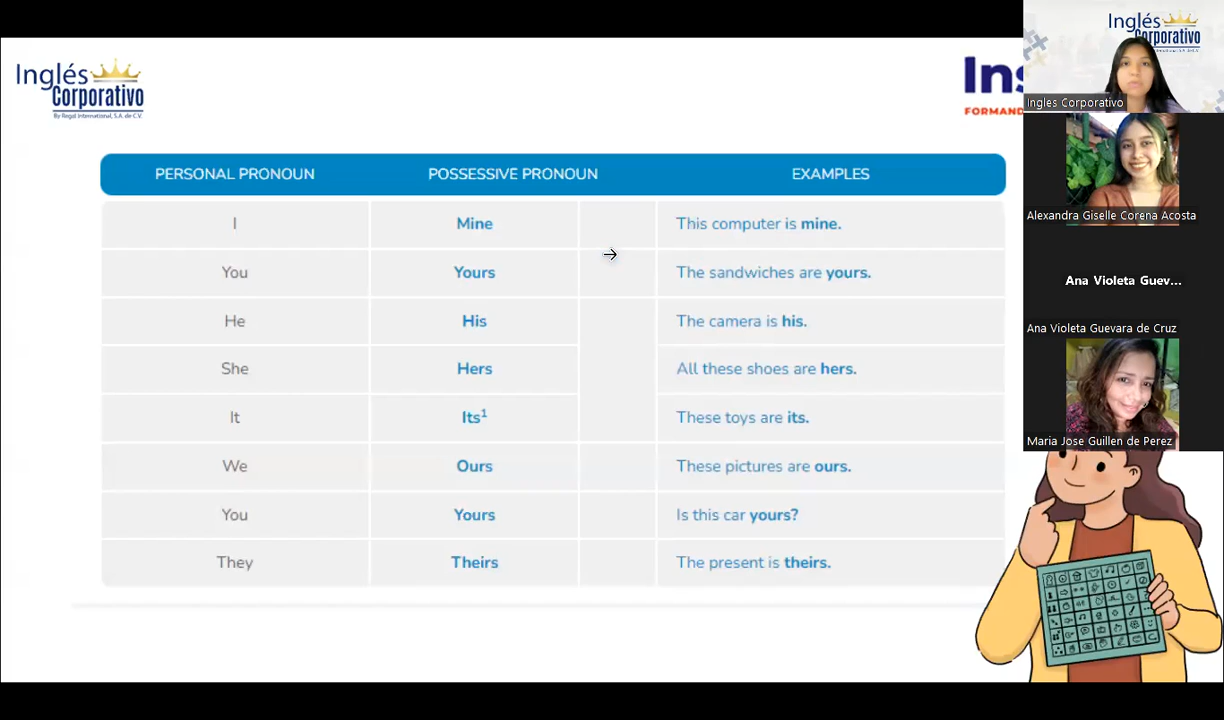 Inglés
Corporativo
By Regal International, S.A. de C.V.
Ins
FORMAND
PERSONAL PRONOUN POSSESSIVE PRONOUN EXAMPLES
I Mine This computer is mine.
You Yours The sandwiches are yours.
He His The camera is his.
She Hers All these shoes are hers.
It Its¹ These toys are its.
We Ours These pictures are ours.
You Yours Is this car yours?
They Theirs The present is theirs.
Inglés
Corporativo
Ingles Corporativo
Alexandra Giselle Corena Acosta
Ana Violeta Guev...
Ana Violeta Guevara de Cruz
Maria Jose Guillen de Perez